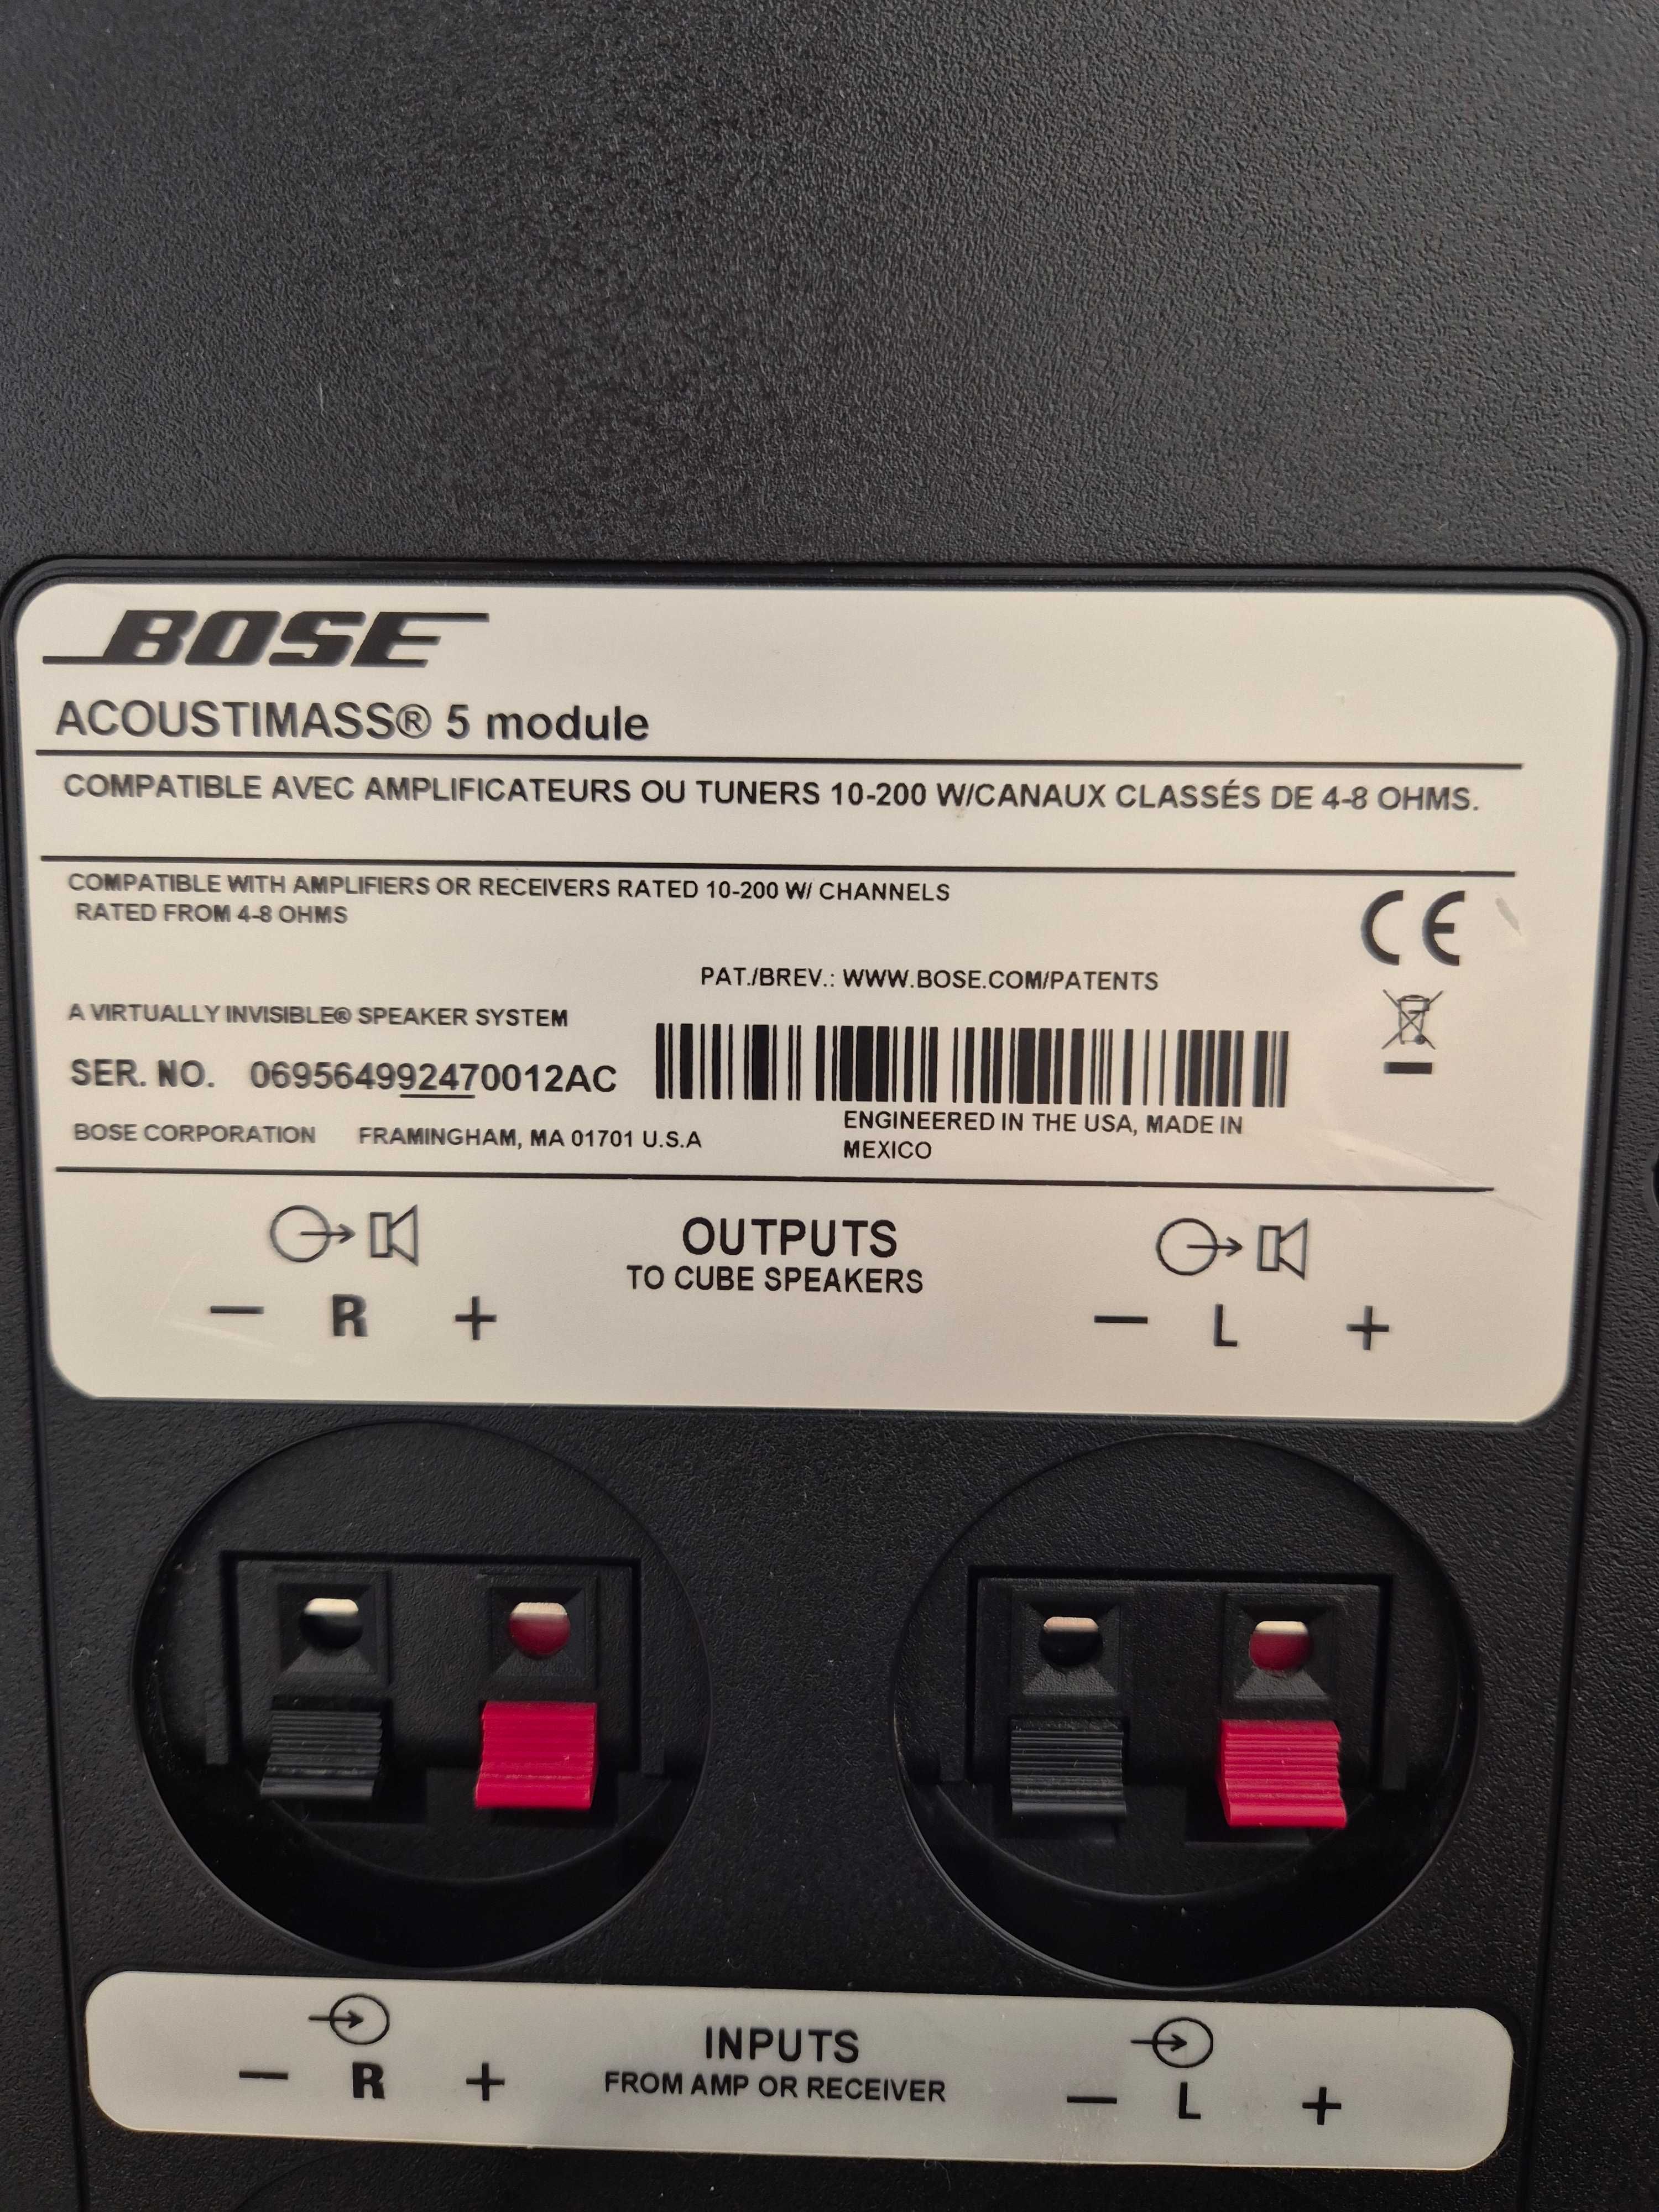 BOSE
ACOUSTIMASS® 5 module
COMPATIBLE AVEC AMPLIFICATEURS OU TUNERS 10-200 W/CANAUX CLASSÉS DE 4-8 OHMS.
COMPATIBLE WITH AMPLIFIERS OR RECEIVERS RATED 10-200 W/ CHANNELS
RATED FROM 4-8 OHMS
CE
PAT./BREV.: WWW.BOSE.COM/PATENTS
A VIRTUALLY INVISIBLE® SPEAKER SYSTEM
SER. NO. 069564992470012AC
BOSE CORPORATION FRAMINGHAM, MA 01701 U.S.A
ENGINEERED IN THE USA, MADE IN
MEXICO
OUTPUTS
TO CUBE SPEAKERS
– R + – L +
INPUTS
FROM AMP OR RECEIVER
– R + – L +